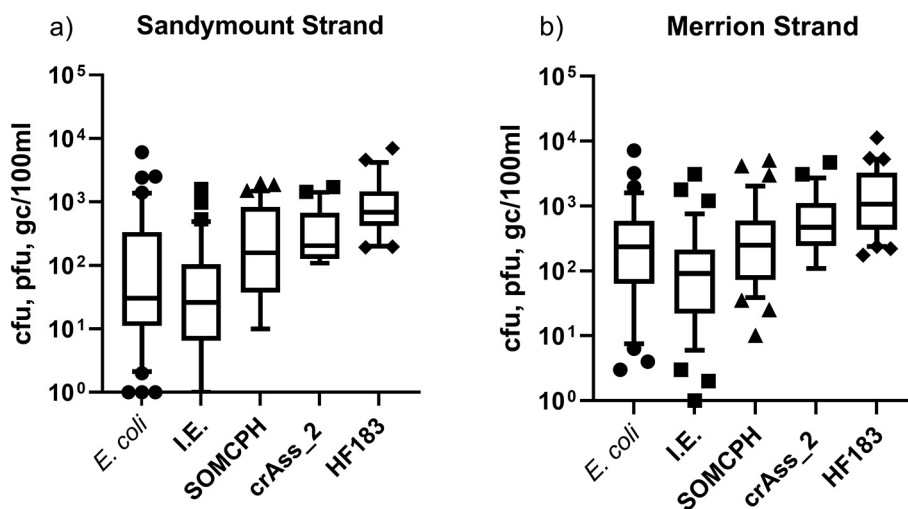 a) Sandymount Strand
cfu, pfu, gc/100ml
10⁵
10⁴
10³
10²
10¹
10⁰
E. coli
I.E.
SOMCPH
crAss_2
HF183
b) Merrion Strand
cfu, pfu, gc/100ml
10⁵
10⁴
10³
10²
10¹
10⁰
E. coli
I.E.
SOMCPH
crAss_2
HF183